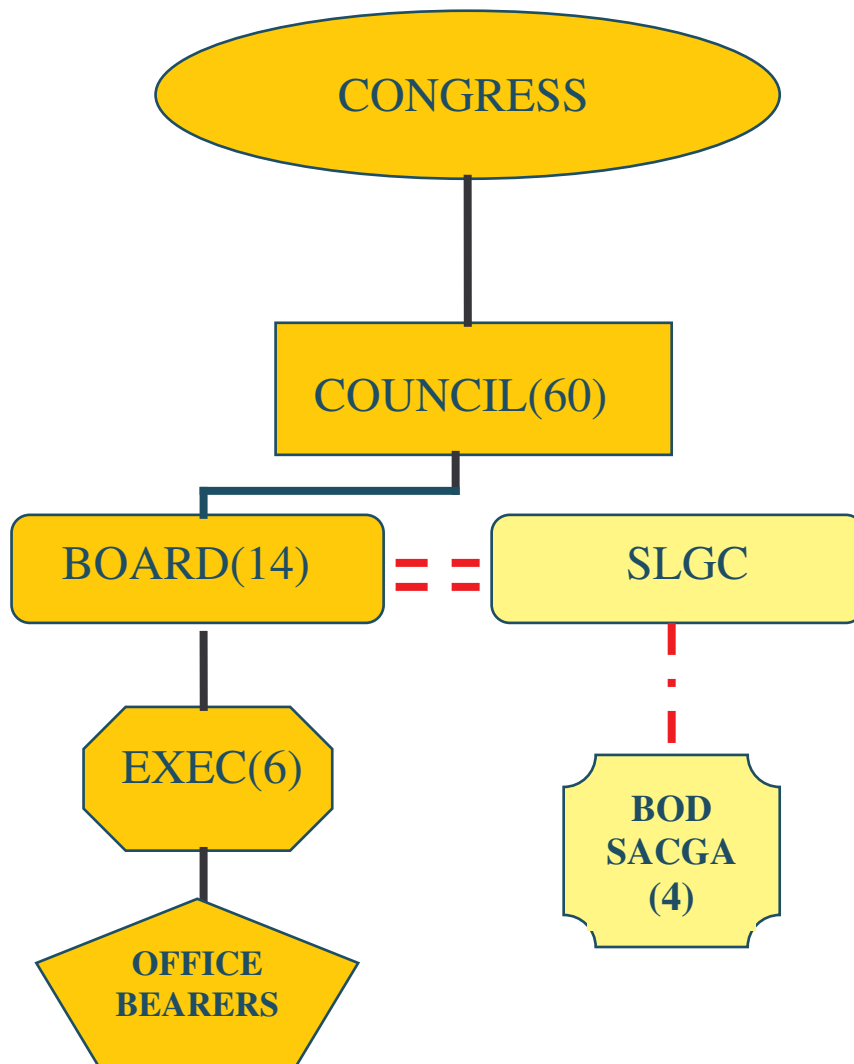 CONGRESS
COUNCIL(60)
BOARD(14)
SLGC
EXEC(6)
BOD
SACGA
(4)
OFFICE
BEARERS